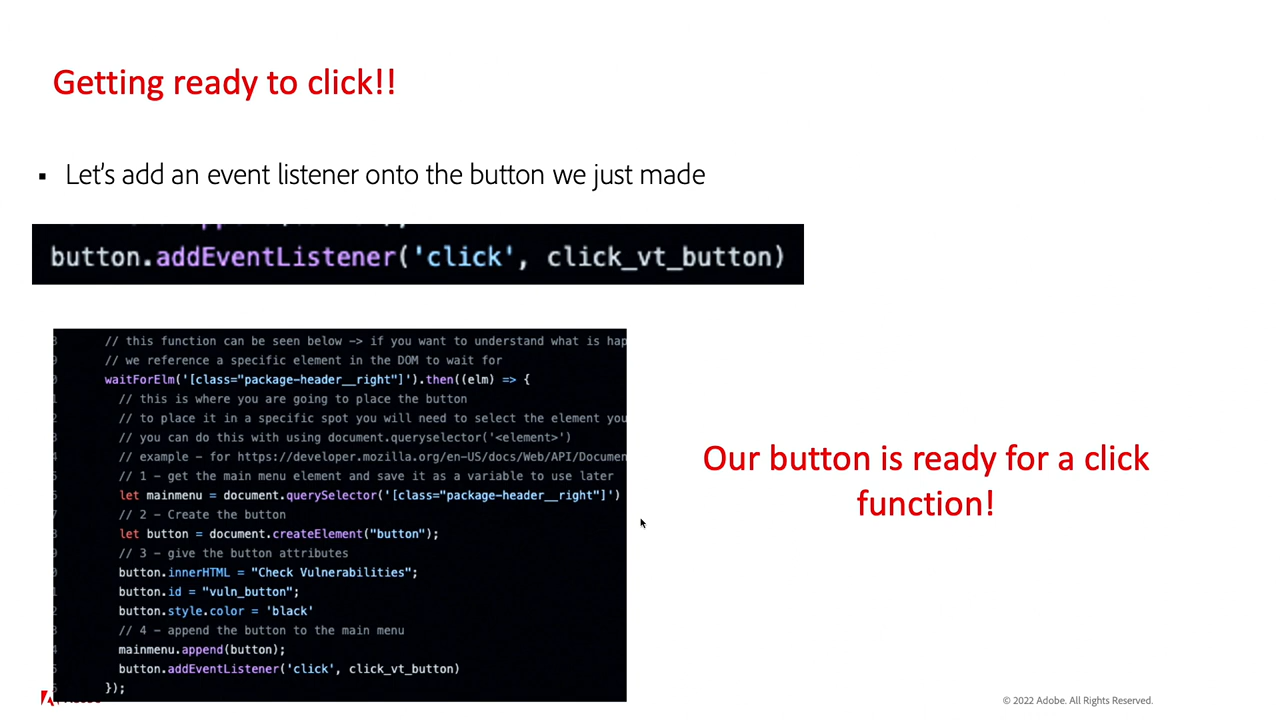 Getting ready to click!!
▪ Let's add an event listener onto the button we just made
button.addEventListener('click', click_vt_button)
// this function can be seen below -> if you want to understand what is hap
// we reference a specific element in the DOM to wait for
waitForElm('[class="package-header__right"]').then((elm) => {
// this is where you are going to place the button
// to place it in a specific spot you will need to select the element you
// you can do this with using document.queryselector('<element>')
// example - for https://developer.mozilla.org/en-US/docs/Web/API/Documen
// 1 - get the main menu element and save it as a variable to use later
let mainmenu = document.querySelector('[class="package-header__right"]')
// 2 - Create the button
let button = document.createElement("button");
// 3 - give the button attributes
button.innerHTML = "Check Vulnerabilities";
button.id = "vuln_button";
button.style.color = 'black'
// 4 - append the button to the main menu
mainmenu.append(button);
button.addEventListener('click', click_vt_button)
});
Our button is ready for a click
function!
© 2022 Adobe. All Rights Reserved.